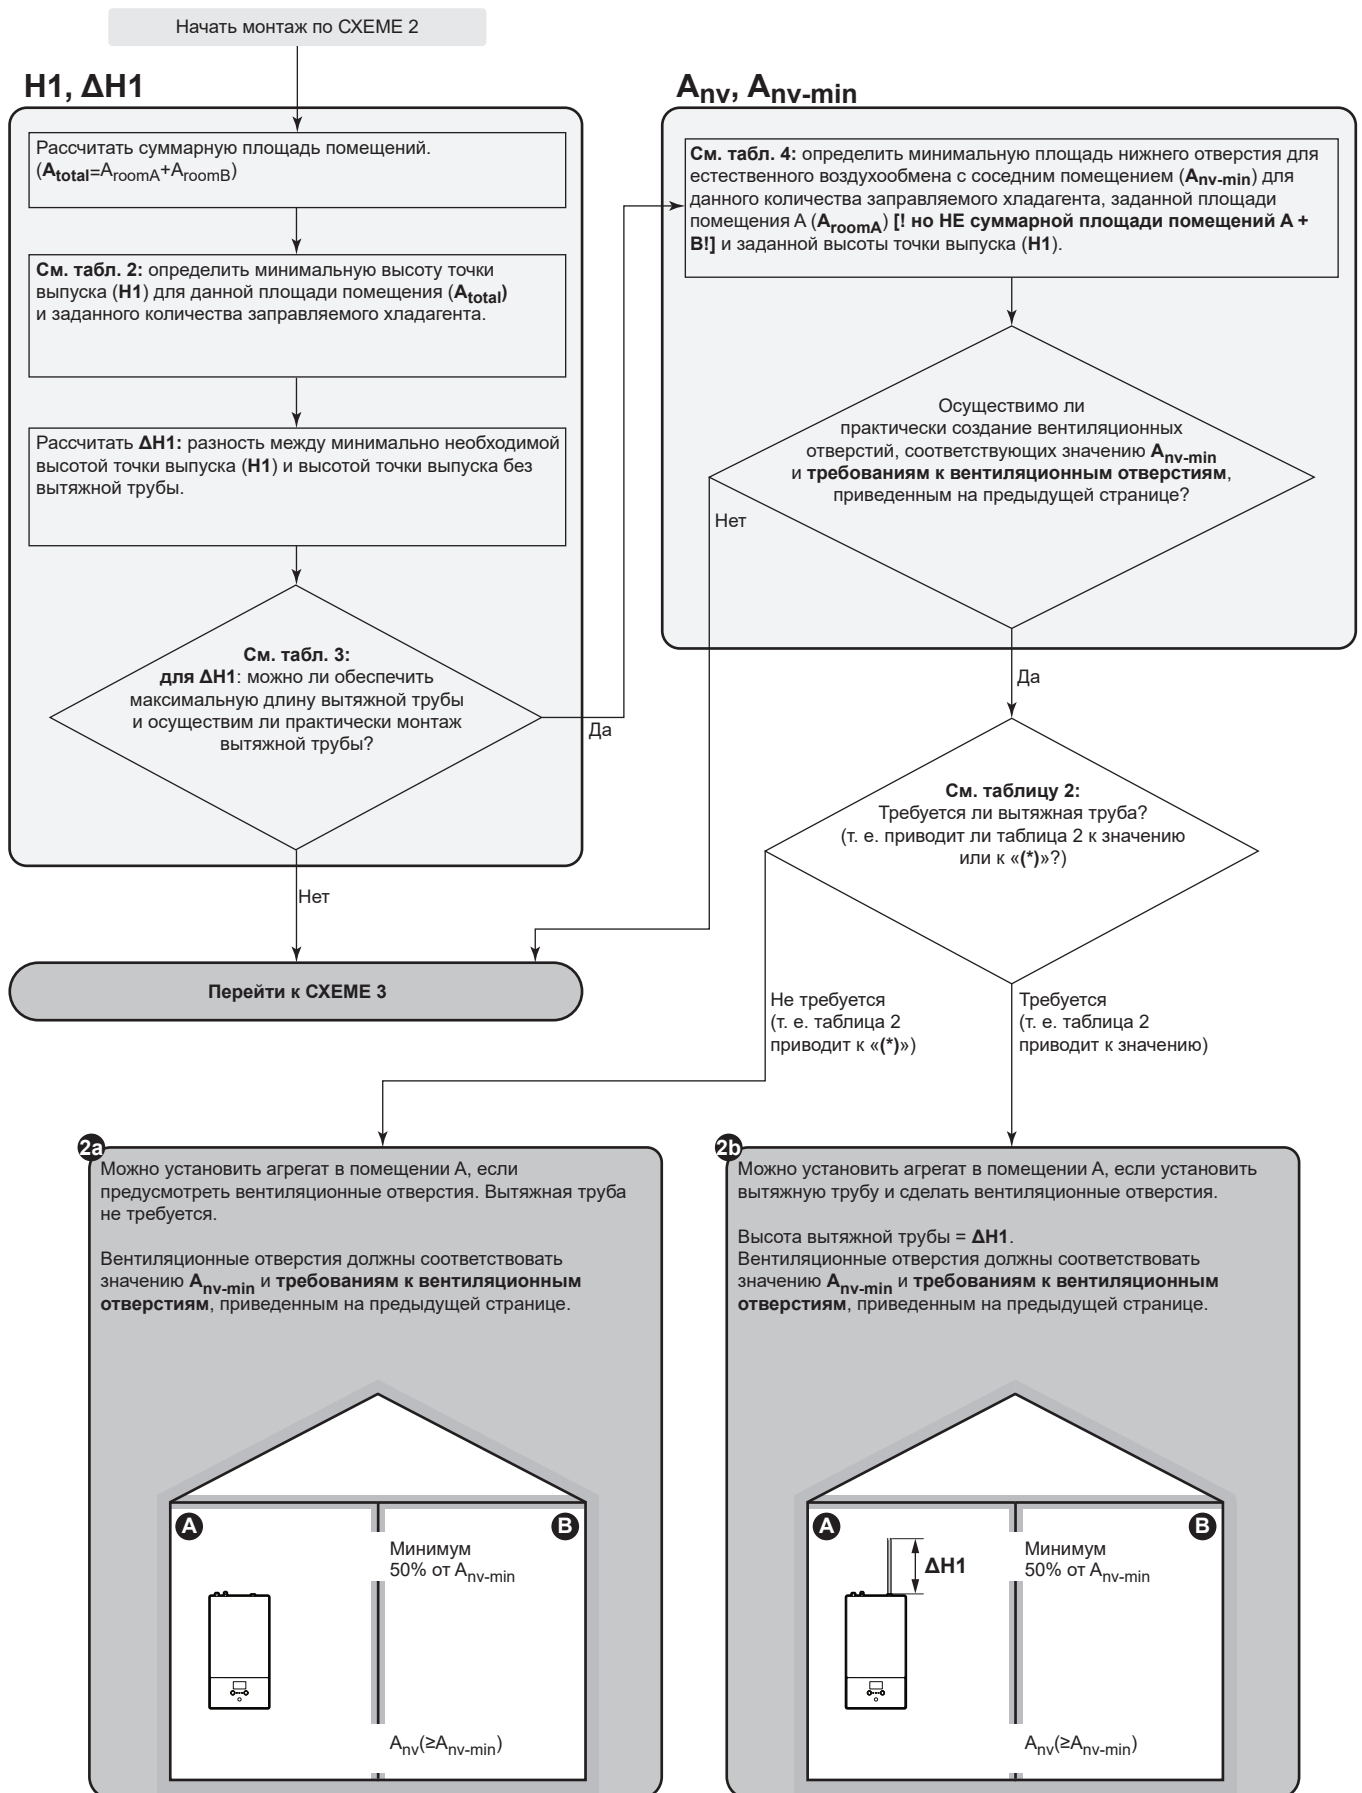 Начать монтаж по СХЕМЕ 2
H1, ΔH1
Рассчитать суммарную площадь помещений.
(Atotal=AroomA+AroomB)
См. табл. 2: определить минимальную высоту точки
выпуска (H1) для данной площади помещения (Atotal)
и заданного количества заправляемого хладагента.
Рассчитать ΔH1: разность между минимально необходимой
высотой точки выпуска (H1) и высотой точки выпуска без
вытяжной трубы.
См. табл. 3:
для ΔH1: можно ли обеспечить
максимальную длину вытяжной трубы
и осуществим ли практически монтаж
вытяжной трубы?
Да
Нет
Перейти к СХЕМЕ 3
Anv, Anv-min
См. табл. 4: определить минимальную площадь нижнего отверстия для
естественного воздухообмена с соседним помещением (Anv-min) для
данного количества заправляемого хладагента, заданной площади
помещения A (AroomA) [! но НЕ суммарной площади помещений A +
B!] и заданной высоты точки выпуска (H1).
Осуществимо ли
практически создание вентиляционных
отверстий, соответствующих значению Anv-min
и требованиям к вентиляционным отверстиям,
приведенным на предыдущей странице?
Нет
Да
См. таблицу 2:
Требуется ли вытяжная труба?
(т. е. приводит ли таблица 2 к значению
или к «(*)»?)
Не требуется
(т. е. таблица 2
приводит к «(*)»)
Требуется
(т. е. таблица 2
приводит к значению)
2a
Можно установить агрегат в помещении A, если
предусмотреть вентиляционные отверстия. Вытяжная труба
не требуется.
Вентиляционные отверстия должны соответствовать
значению Anv-min и требованиям к вентиляционным
отверстиям, приведенным на предыдущей странице.
A
B
Минимум
50% от Anv-min
Anv(≥Anv-min)
2b
Можно установить агрегат в помещении A, если установить
вытяжную трубу и сделать вентиляционные отверстия.
Высота вытяжной трубы = ΔH1.
Вентиляционные отверстия должны соответствовать
значению Anv-min и требованиям к вентиляционным
отверстиям, приведенным на предыдущей странице.
A
B
ΔH1
Минимум
50% от Anv-min
Anv(≥Anv-min)